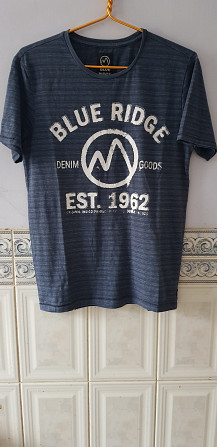 BLUE RIDGE
DENIM GOODS
EST. 1962